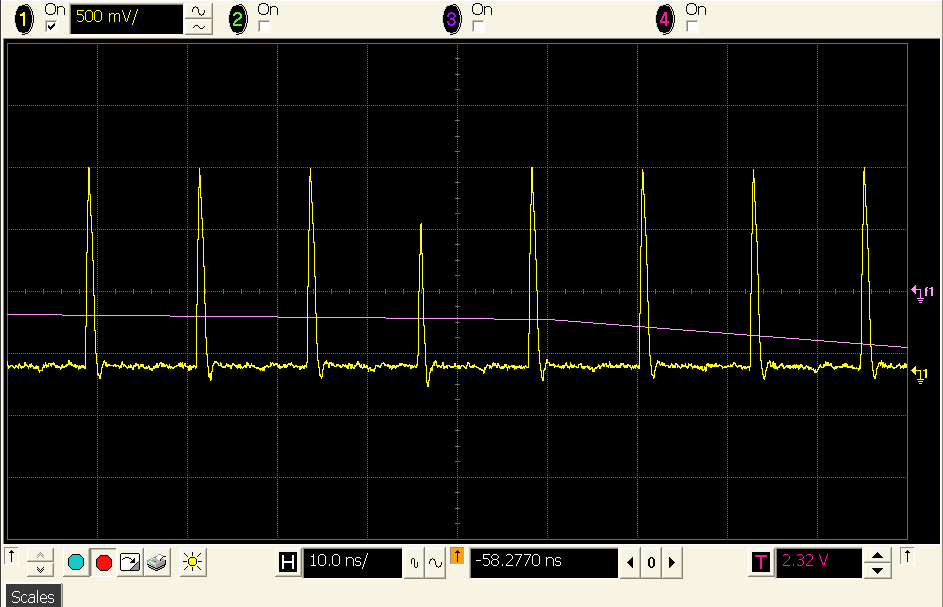 1 On 500 mV/ 2 On 3 On 4 On
f1
1
H 10.0 ns/ -58.2770 ns 0 T 2.32 V
Scales